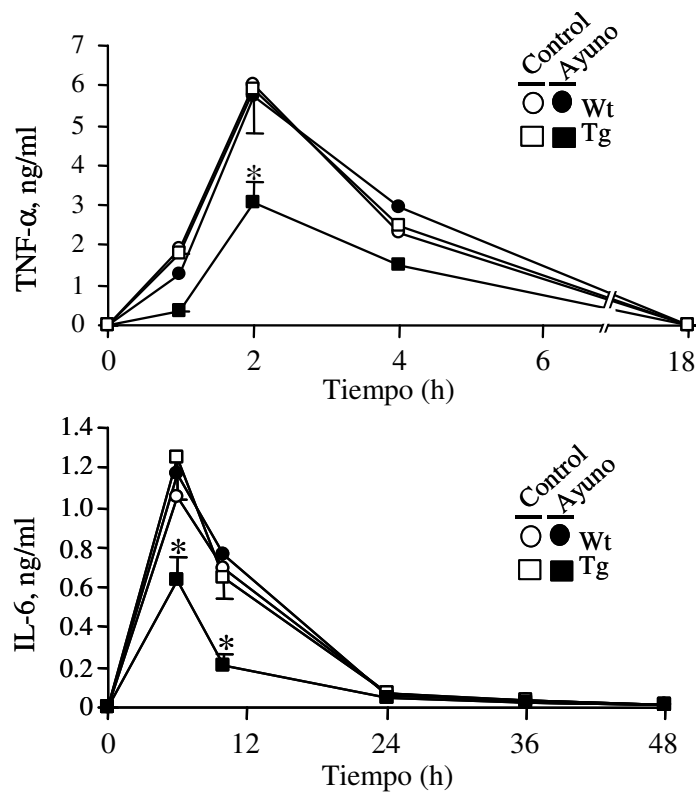 TNF-α, ng/ml
7
6
5
4
3
2
1
0
*
0
2
4
6
18
Tiempo (h)
Control
Ayuno
Wt
Tg
IL-6, ng/ml
1.4
1.2
1.0
0.8
0.6
0.4
0.2
0
*
*
0
12
24
36
48
Tiempo (h)
Control
Ayuno
Wt
Tg